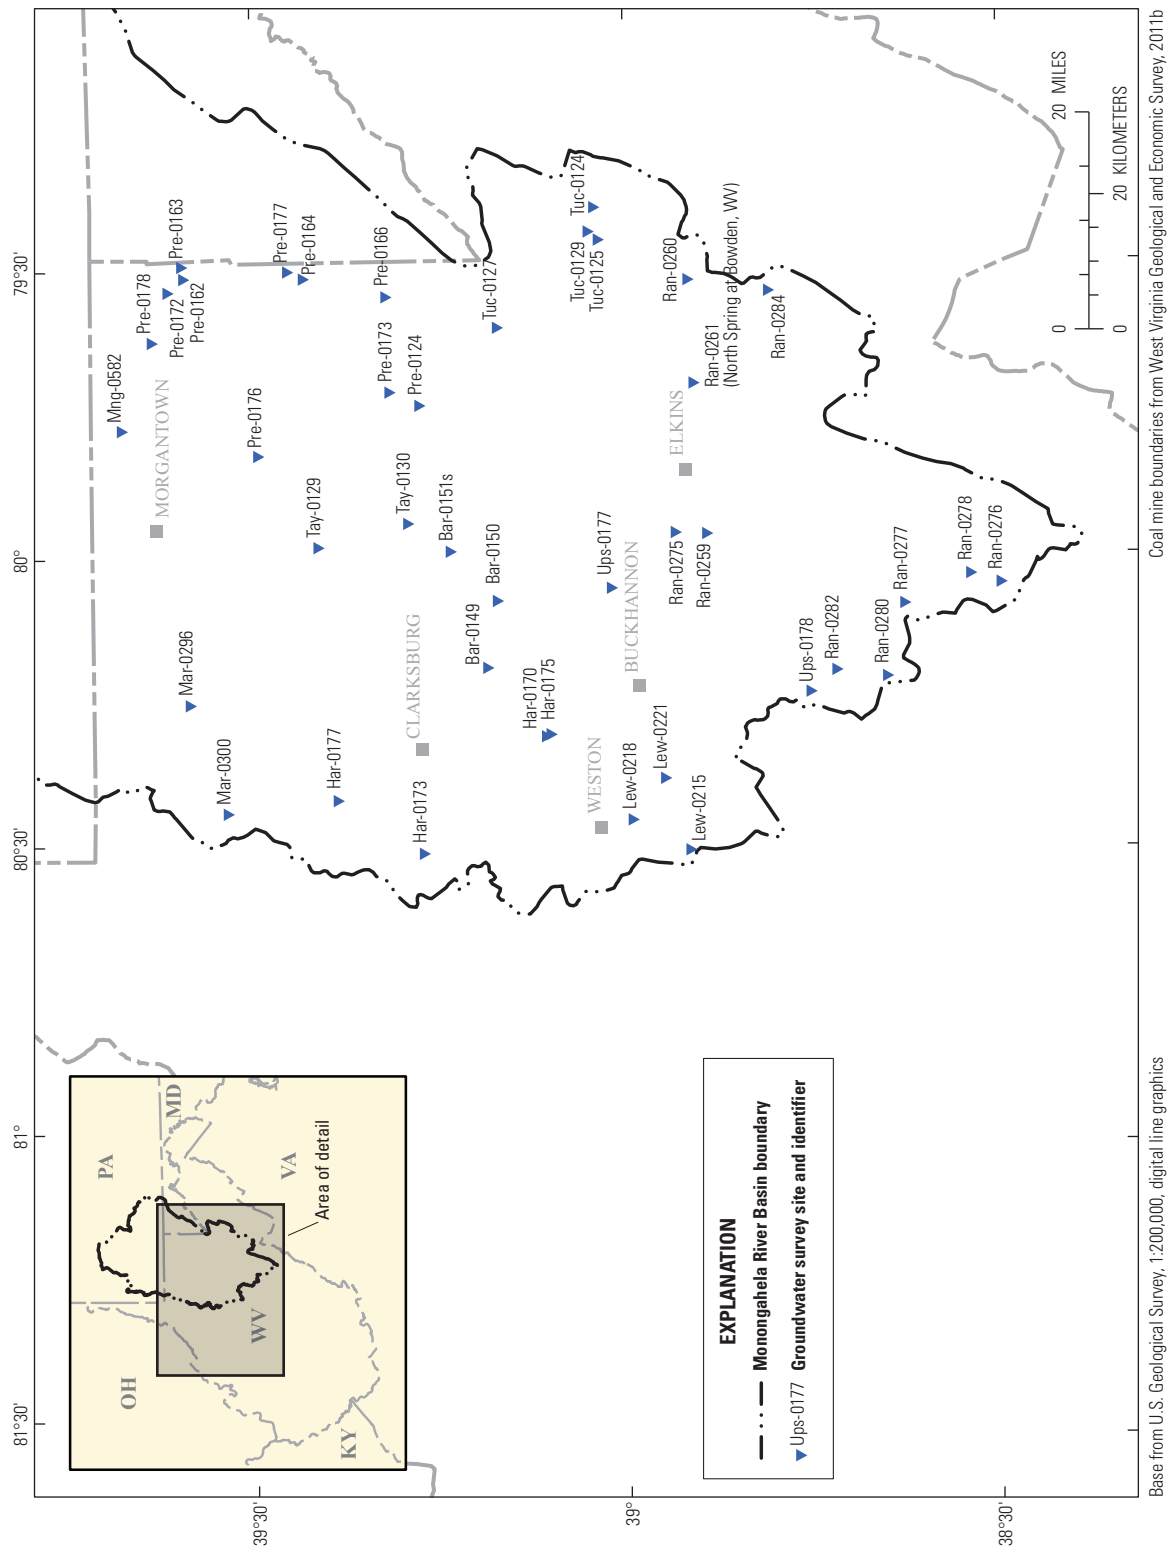 81°30'
81°
80°30'
80°
79°30'
39°30'
39°
38°30'
OH
PA
MD
WV
VA
KY
Area of detail
EXPLANATION
Monongahela River Basin boundary
Ups-0177 Groundwater survey site and identifier
Mng-0582
MORGANTOWN
Pre-0178
Pre-0172
Pre-0162
Pre-0163
Mar-0296
Mar-0300
Pre-0176
Pre-0177
Pre-0164
Tay-0129
Har-0177
Pre-0166
Pre-0173
Pre-0124
Tay-0130
CLARKSBURG
Har-0173
Bar-0151s
Tuc-0127
Bar-0150
Bar-0149
Har-0170
Har-0175
Tuc-0124
Tuc-0129
Tuc-0125
WESTON
Ups-0177
BUCKHANNON
Lew-0218
Lew-0221
Lew-0215
ELKINS
Ran-0275
Ran-0259
Ran-0260
Ran-0261
(North Spring at Bowden, WV)
Ran-0284
Ups-0178
Ran-0282
Ran-0280
Ran-0277
Ran-0278
Ran-0276
0 20 MILES
0 20 KILOMETERS
Base from U.S. Geological Survey, 1:200,000, digital line graphics
Coal mine boundaries from West Virginia Geological and Economic Survey, 2011b